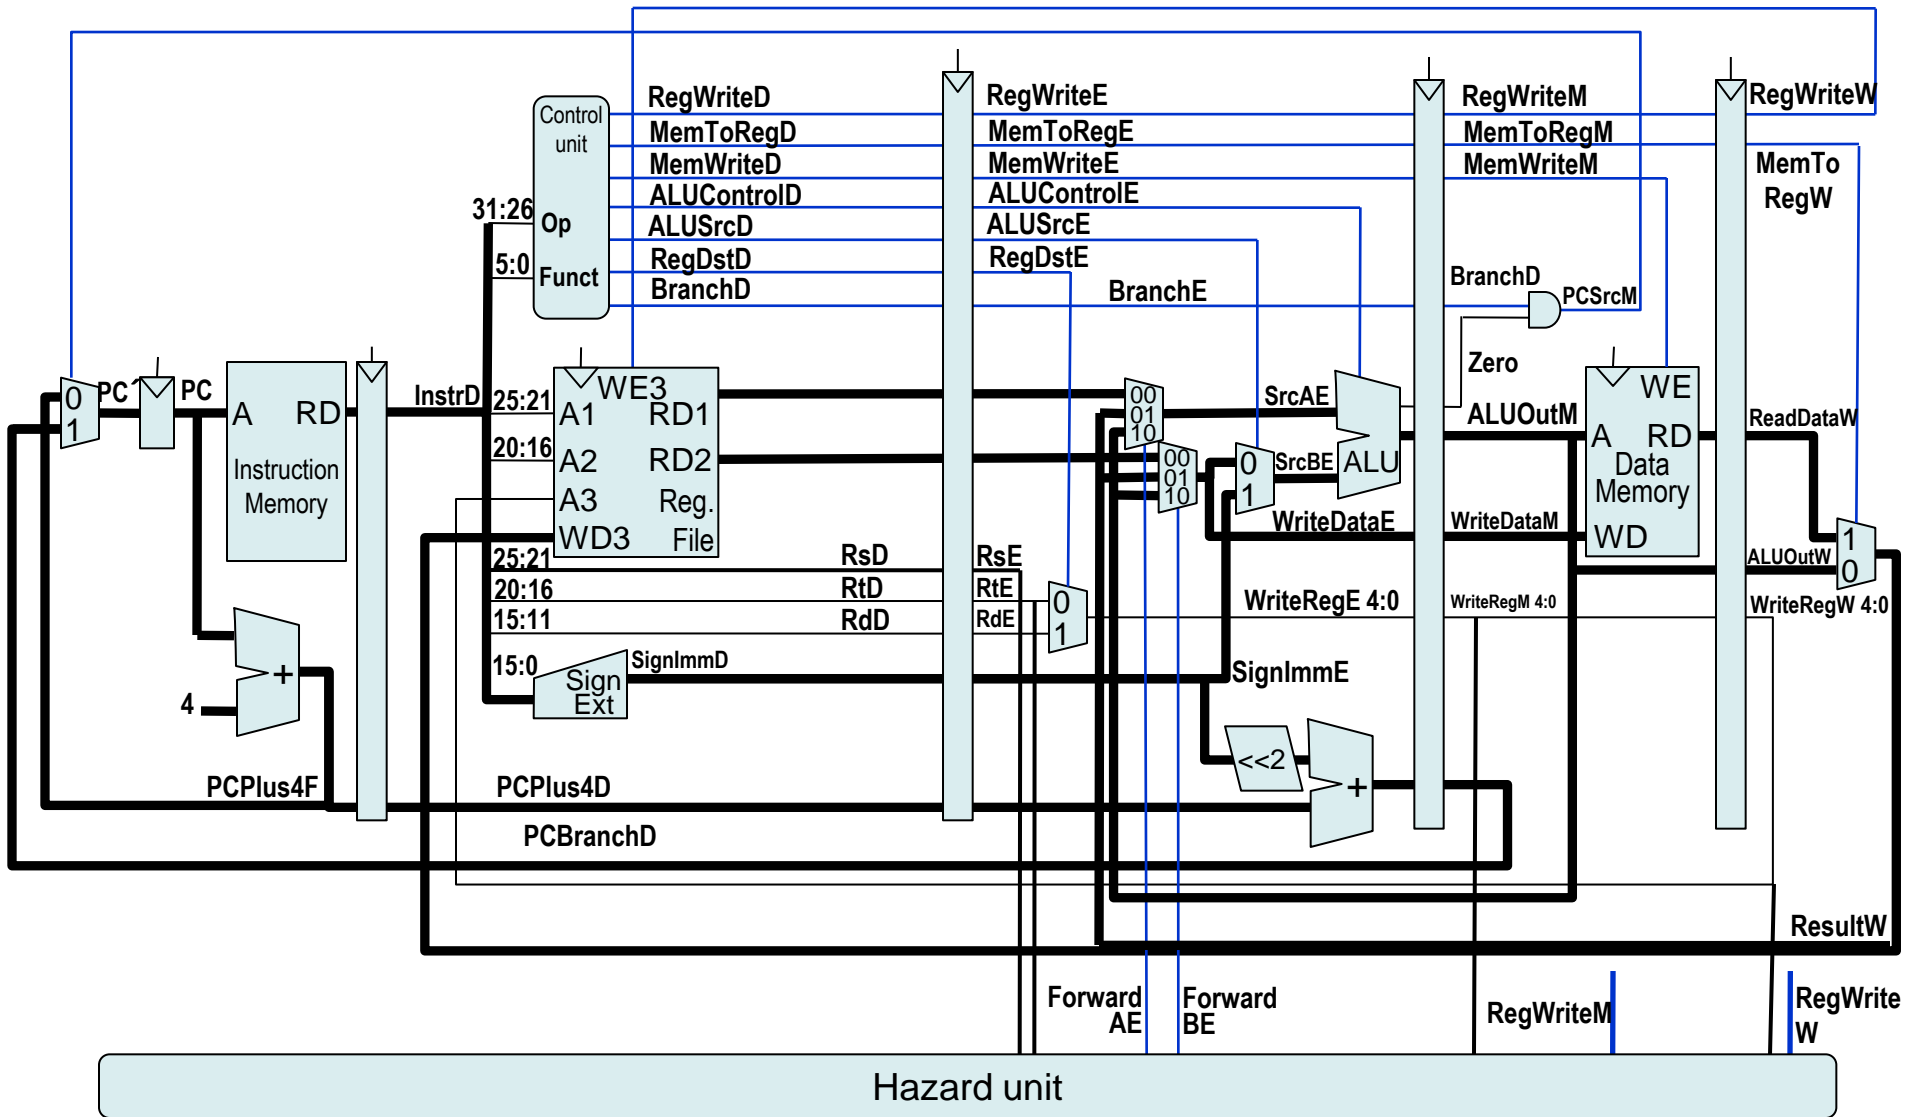 RegWriteD
RegWriteE
RegWriteM
RegWriteW
Control
unit
MemToRegD
MemToRegE
MemToRegM
MemWriteD
MemWriteE
MemWriteM
MemTo
RegW
ALUControlD
ALUControlE
31:26
Op
ALUSrcD
ALUSrcE
5:0
Funct
RegDstD
RegDstE
BranchD
BranchE
BranchD
PCSrcM
Zero
0
1
PC´
PC
A
RD
Instruction
Memory
InstrD
25:21
20:16
WE3
A1
RD1
A2
RD2
A3
Reg.
WD3
File
00
01
10
00
01
10
SrcAE
0
1
SrcBE
ALU
ALUOutM
WE
A
RD
Data
Memory
WD
ReadDataW
WriteDataE
WriteDataM
1
0
ALUOutW
25:21
RsD
RsE
20:16
RtD
RtE
15:11
RdD
RdE
0
1
WriteRegE 4:0
WriteRegM 4:0
WriteRegW 4:0
15:0
Sign
Ext
SignImmD
SignImmE
+
4
<<2
+
PCPlus4F
PCPlus4D
PCBranchD
ResultW
Forward
AE
Forward
BE
RegWriteM
RegWrite
W
Hazard unit